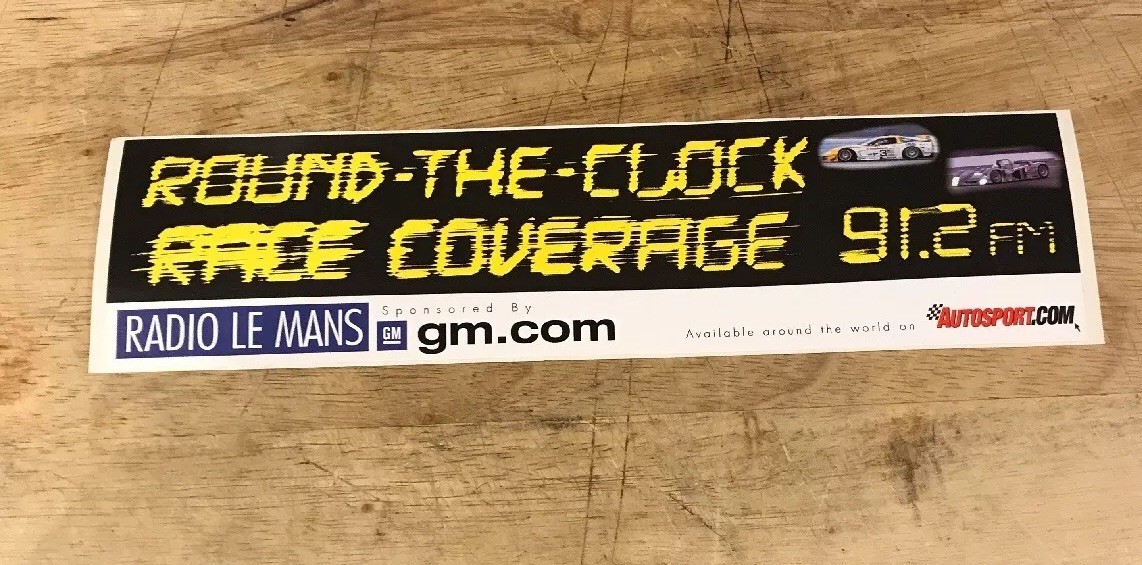 ROUND-THE-CLOCK
RACE COVERAGE 91.2 FM
RADIO LE MANS
Sponsored By
GM gm.com
Available around the world on AUTOSPORT.COM